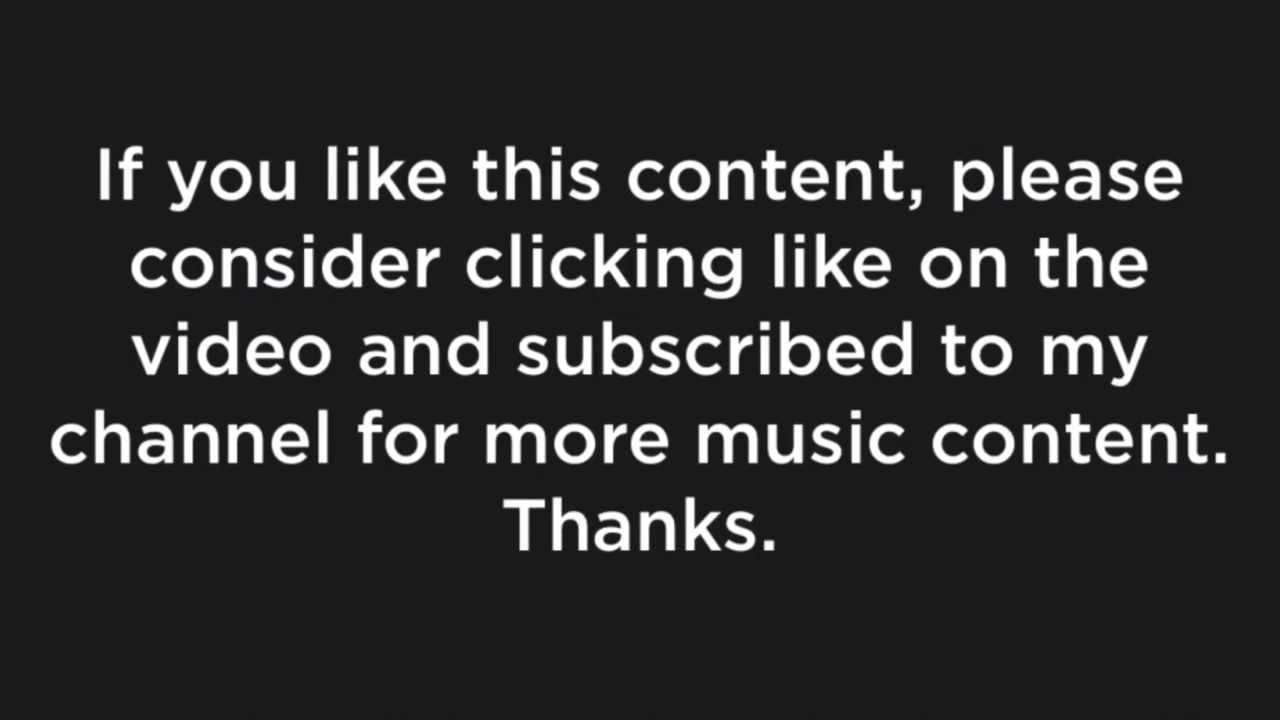 If you like this content, please
consider clicking like on the
video and subscribed to my
channel for more music content.
Thanks.